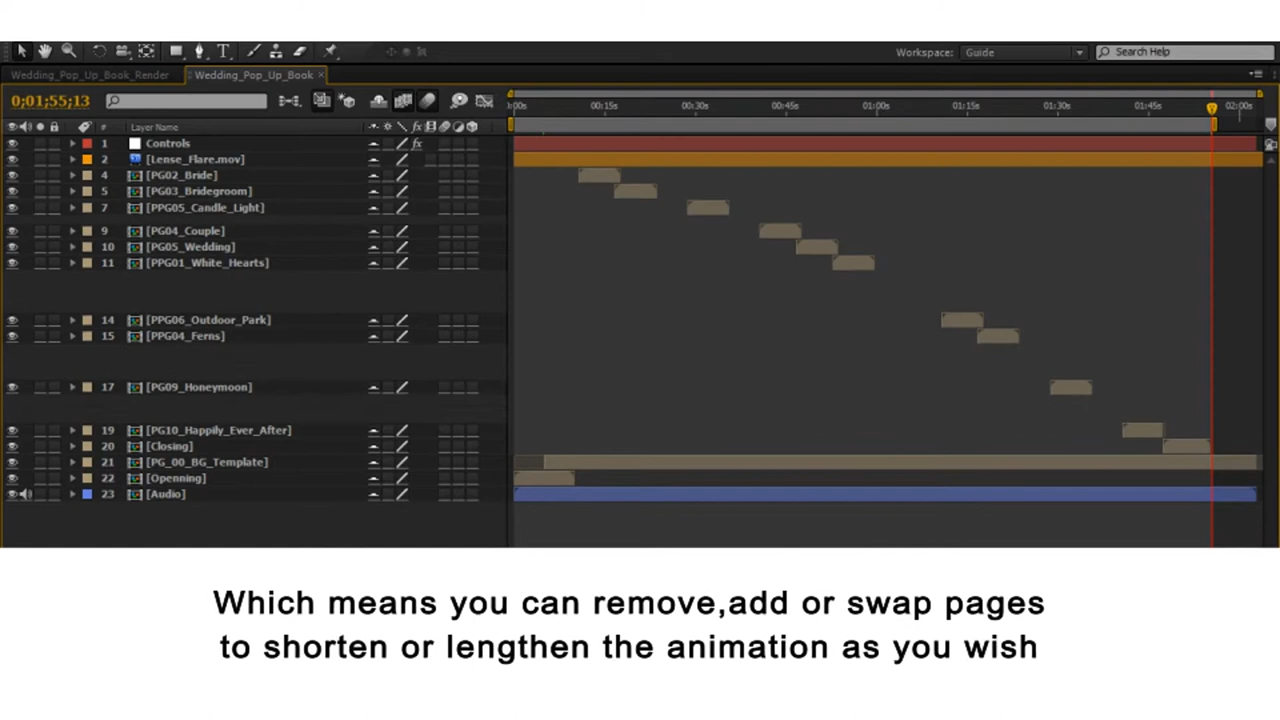 Workspace: Guide Search Help
Wedding_Pop_Up_Book_Render Wedding_Pop_Up_Book ×
0;01;55;13 0:00s 00:15s 00:30s 00:45s 01:00s 01:15s 01:30s 01:45s 02:00s
# Layer Name fx
1 Controls fx
2 [Lense_Flare.mov]
4 [PG02_Bride]
5 [PG03_Bridegroom]
7 [PPG05_Candle_Light]
9 [PG04_Couple]
10 [PG05_Wedding]
11 [PPG01_White_Hearts]
14 [PPG06_Outdoor_Park]
15 [PPG04_Ferns]
17 [PG09_Honeymoon]
19 [PG10_Happily_Ever_After]
20 [Closing]
21 [PG_00_BG_Template]
22 [Openning]
23 [Audio]
Which means you can remove,add or swap pages
to shorten or lengthen the animation as you wish